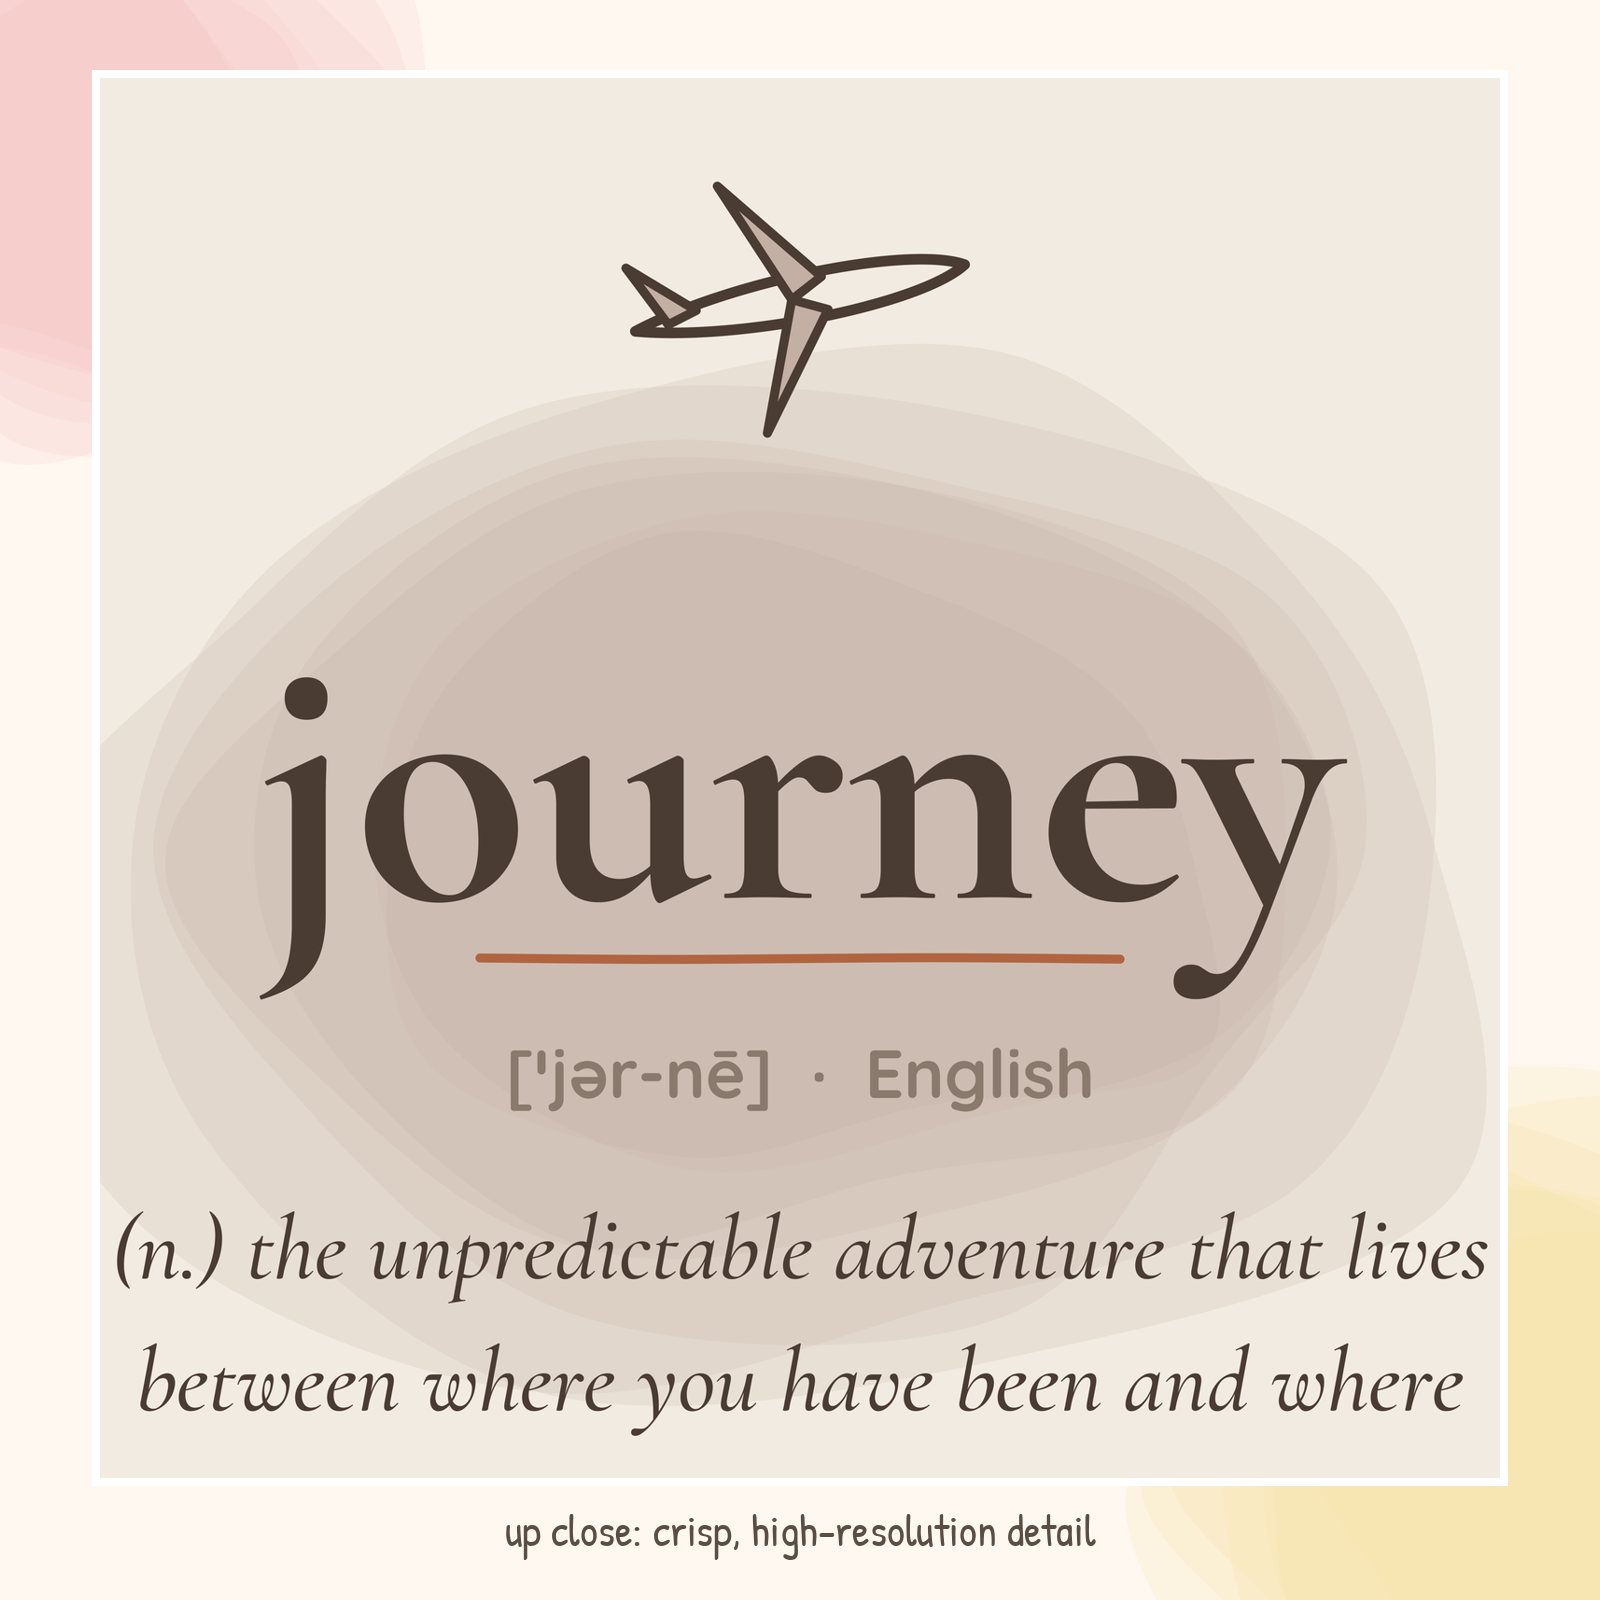 journey
[ˈjər-nē] · English
(n.) the unpredictable adventure that lives
between where you have been and where
up close: crisp, high-resolution detail